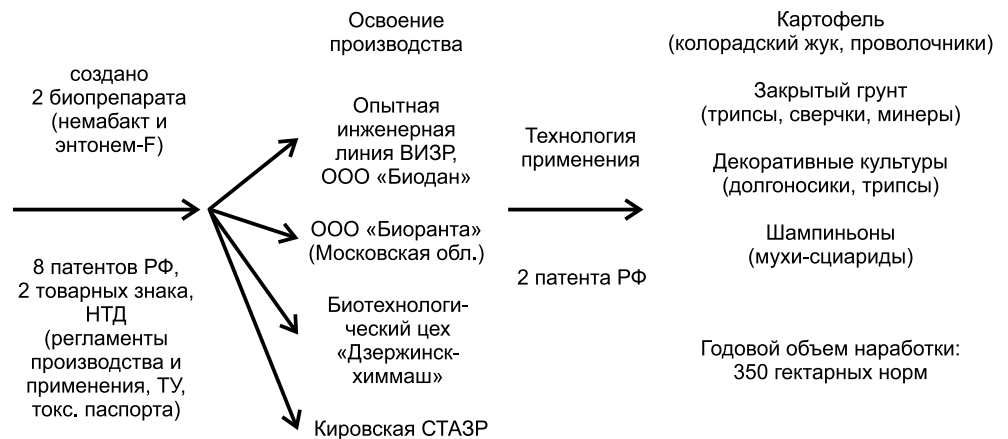 создано
2 биопрепарата
(немабакт и
энтонем-F)
8 патентов РФ,
2 товарных знака,
НТД
(регламенты
производства и
применения, ТУ,
токс. паспорта)
Освоение
производства
Опытная
инженерная
линия ВИЗР,
ООО «Биодан»
ООО «Биоранта»
(Московская обл.)
Биотехнологи-
ческий цех
«Дзержинск-
химмаш»
Кировская СТАЗР
Технология
применения
2 патента РФ
Картофель
(колорадский жук, проволочники)
Закрытый грунт
(трипсы, сверчки, минеры)
Декоративные культуры
(долгоносики, трипсы)
Шампиньоны
(мухи-сциариды)
Годовой объем наработки:
350 гектарных норм